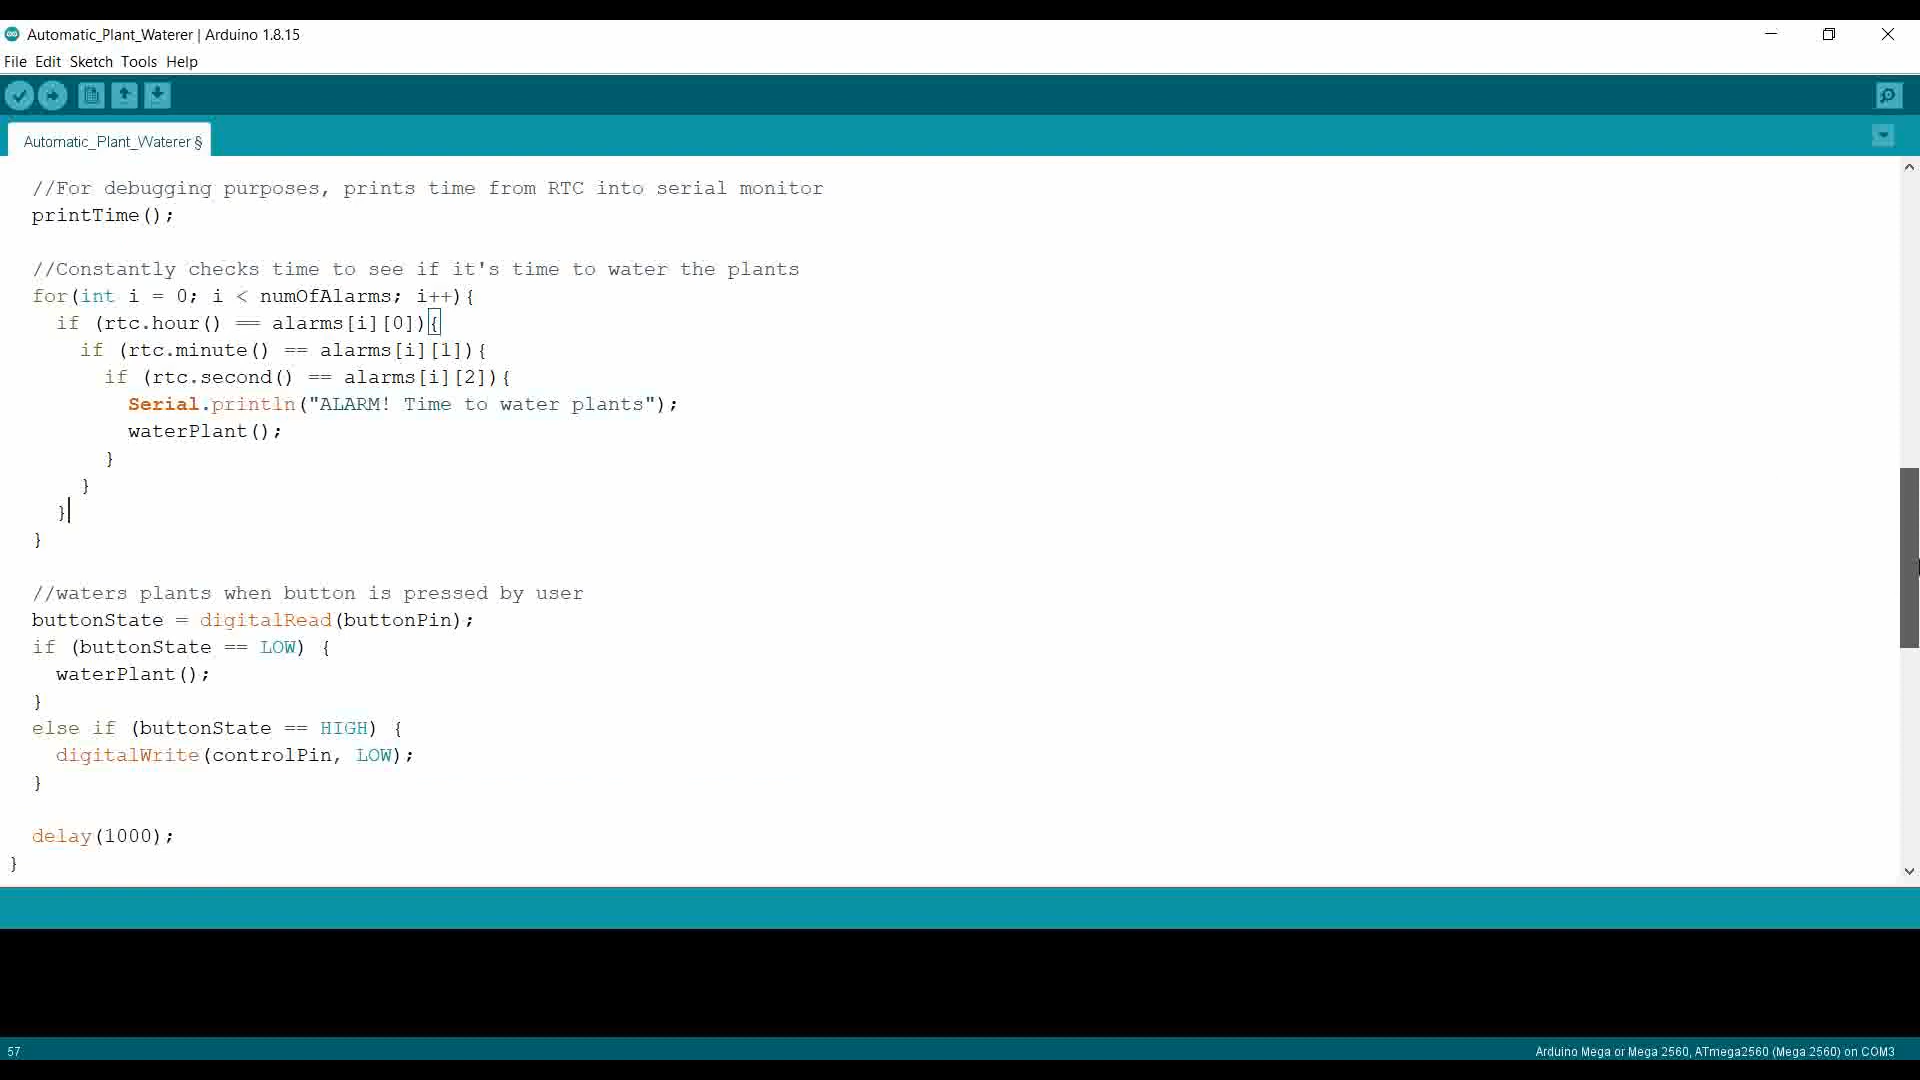 Automatic_Plant_Waterer | Arduino 1.8.15
File Edit Sketch Tools Help
Automatic_Plant_Waterer §
//For debugging purposes, prints time from RTC into serial monitor
printTime();
//Constantly checks time to see if it's time to water the plants
for(int i = 0; i < numOfAlarms; i++){
if (rtc.hour() == alarms[i][0]){
if (rtc.minute() == alarms[i][1]){
if (rtc.second() == alarms[i][2]){
Serial.println("ALARM! Time to water plants");
waterPlant();
}
}
}
}
//waters plants when button is pressed by user
buttonState = digitalRead(buttonPin);
if (buttonState == LOW) {
waterPlant();
}
else if (buttonState == HIGH) {
digitalWrite(controlPin, LOW);
}
delay(1000);
}
57
Arduino Mega or Mega 2560, ATmega2560 (Mega 2560) on COM3